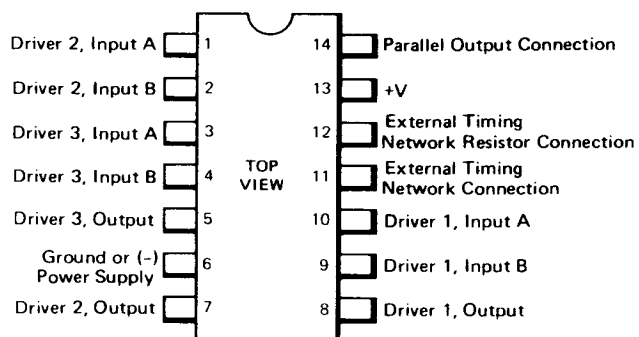 Driver 2, Input A
1
Driver 2, Input B
2
Driver 3, Input A
3
Driver 3, Input B
4
Driver 3, Output
5
Ground or (-)
Power Supply
6
Driver 2, Output
7
TOP
VIEW
14
Parallel Output Connection
13
+V
12
External Timing
Network Resistor Connection
11
External Timing
Network Connection
10
Driver 1, Input A
9
Driver 1, Input B
8
Driver 1, Output